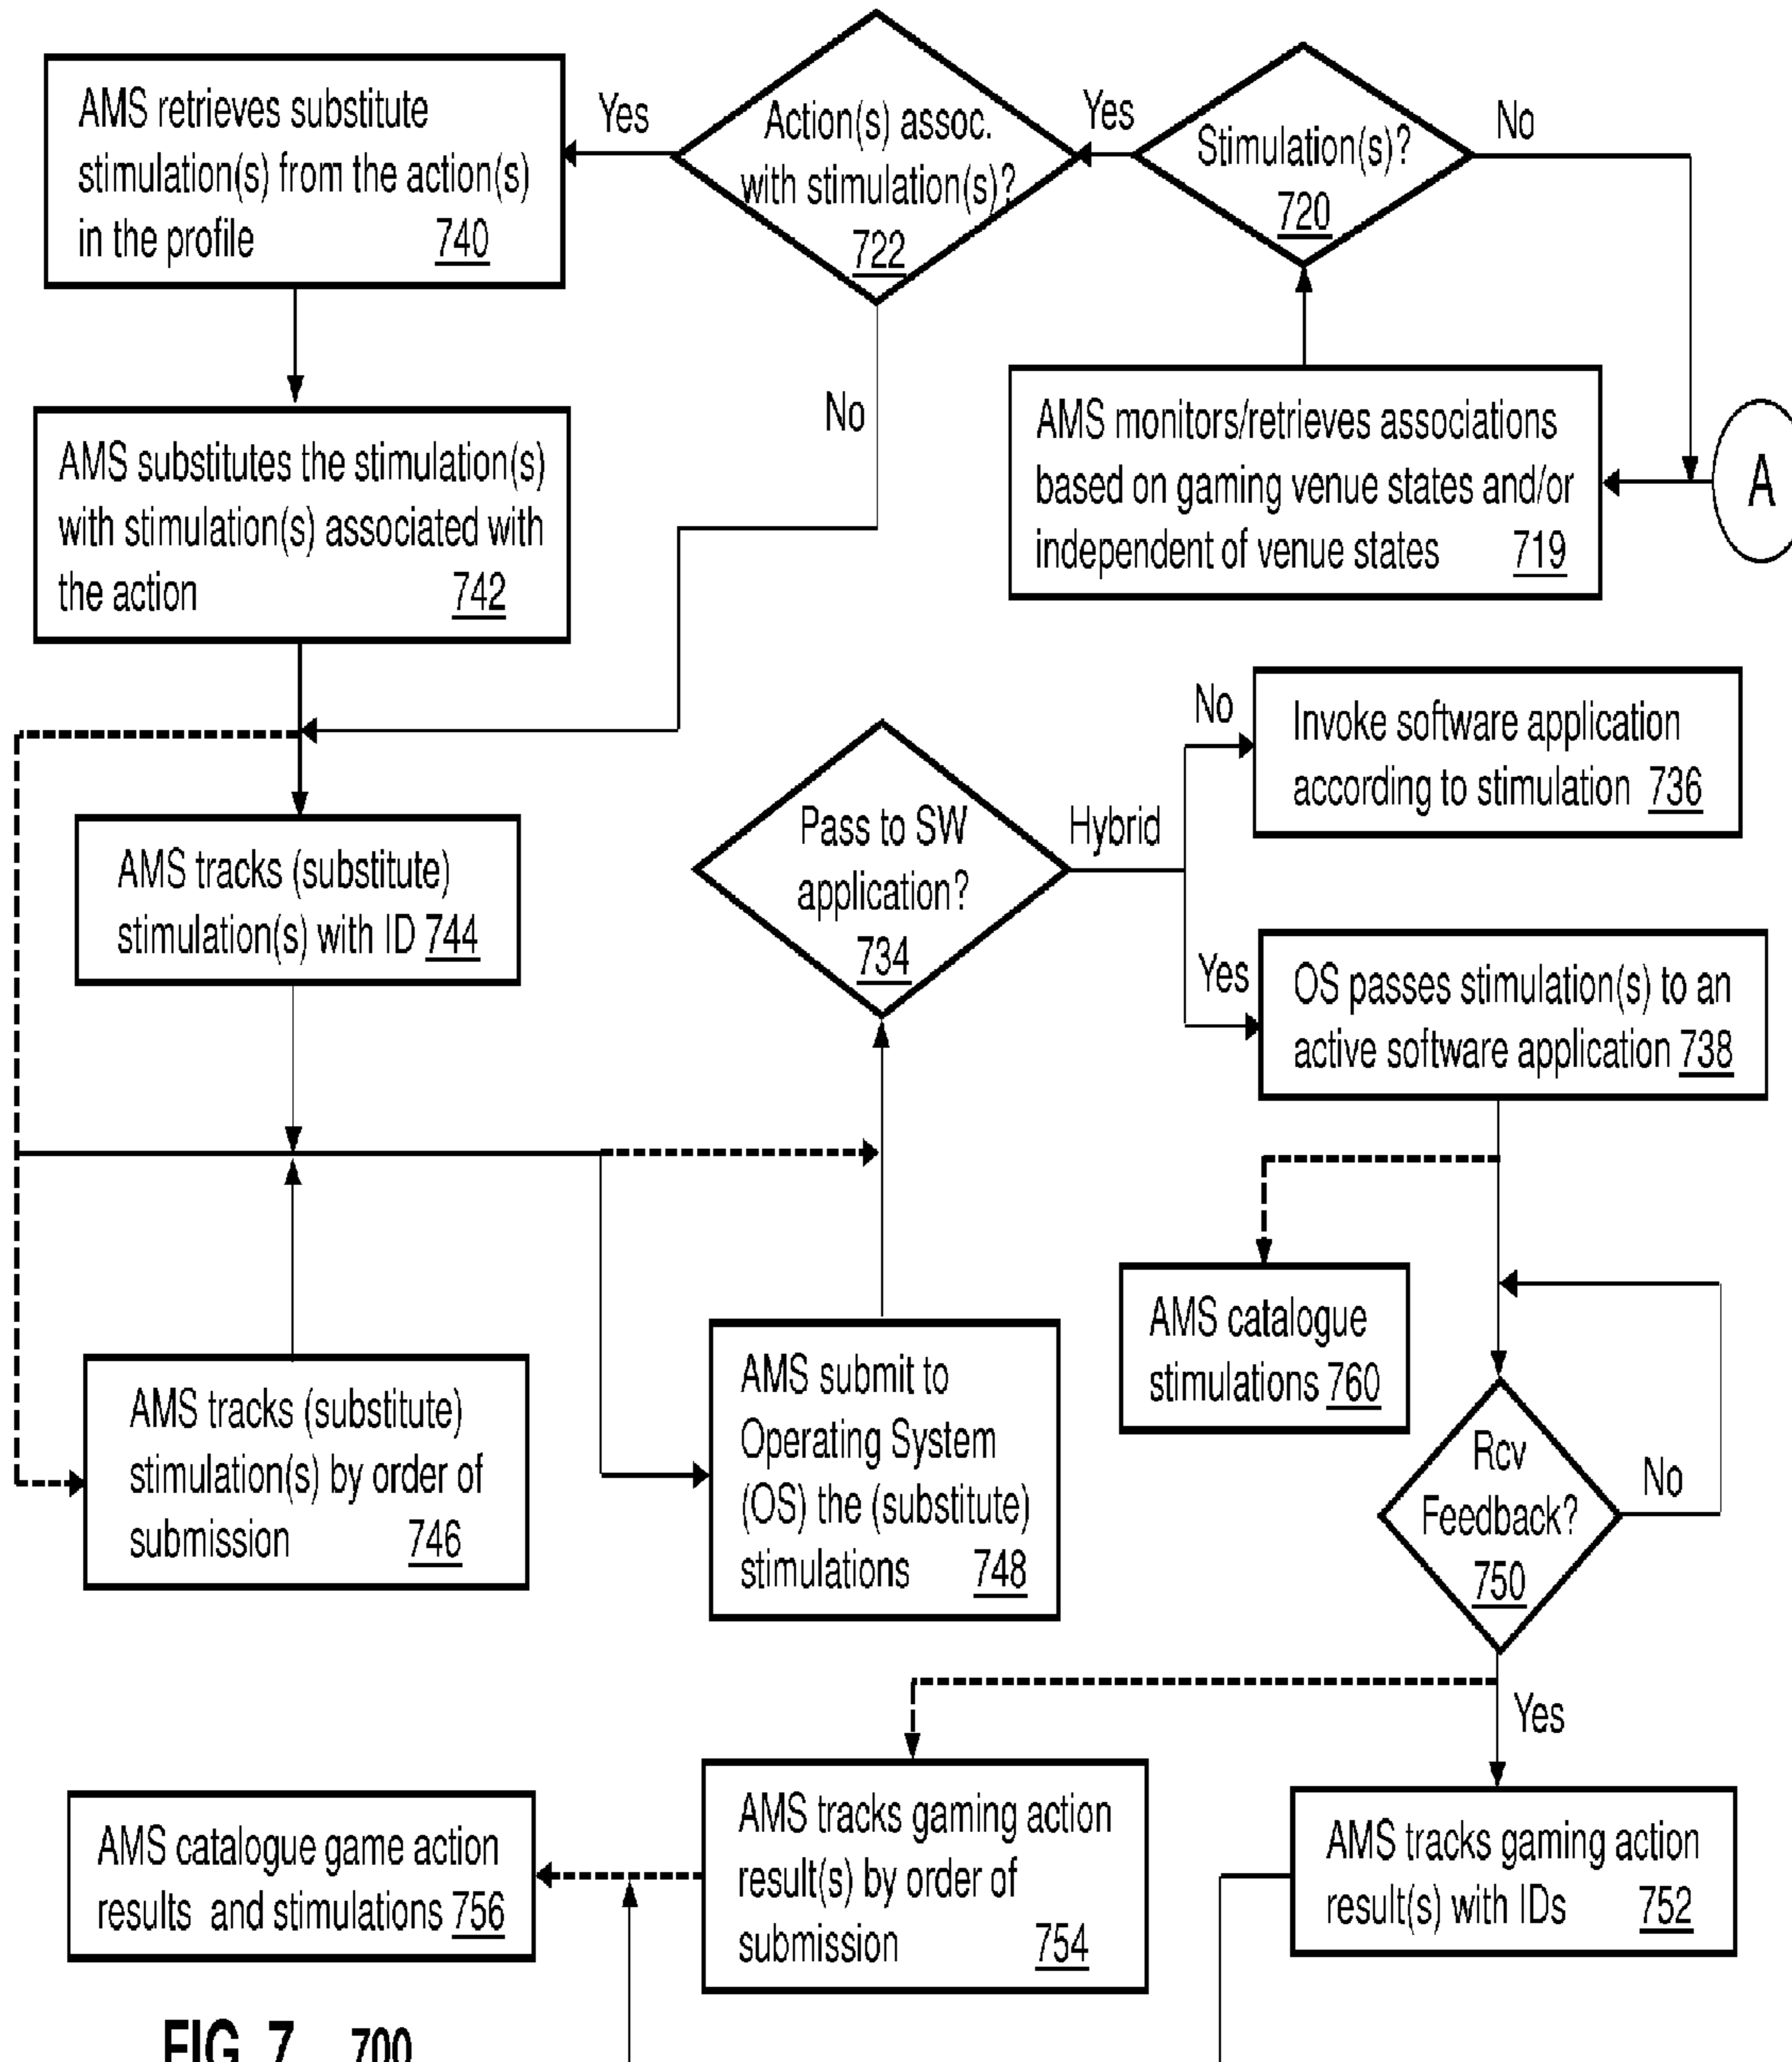 AMS retrieves substitute
stimulation(s) from the action(s)
in the profile 740
Yes
Action(s) assoc.
with stimulation(s)?
722
Yes
Stimulation(s)?
720
No
No
AMS monitors/retrieves associations
based on gaming venue states and/or
independent of venue states 719
A
AMS substitutes the stimulation(s)
with stimulation(s) associated with
the action 742
AMS tracks (substitute)
stimulation(s) with ID 744
Pass to SW
application?
734
Hybrid
No
Invoke software application
according to stimulation 736
Yes
OS passes stimulation(s) to an
active software application 738
AMS tracks (substitute)
stimulation(s) by order of
submission 746
AMS submit to
Operating System
(OS) the (substitute)
stimulations 748
AMS catalogue
stimulations 760
Rcv
Feedback?
750
No
Yes
AMS catalogue game action
results and stimulations 756
AMS tracks gaming action
result(s) by order of
submission 754
AMS tracks gaming action
result(s) with IDs 752
FIG. 7 700